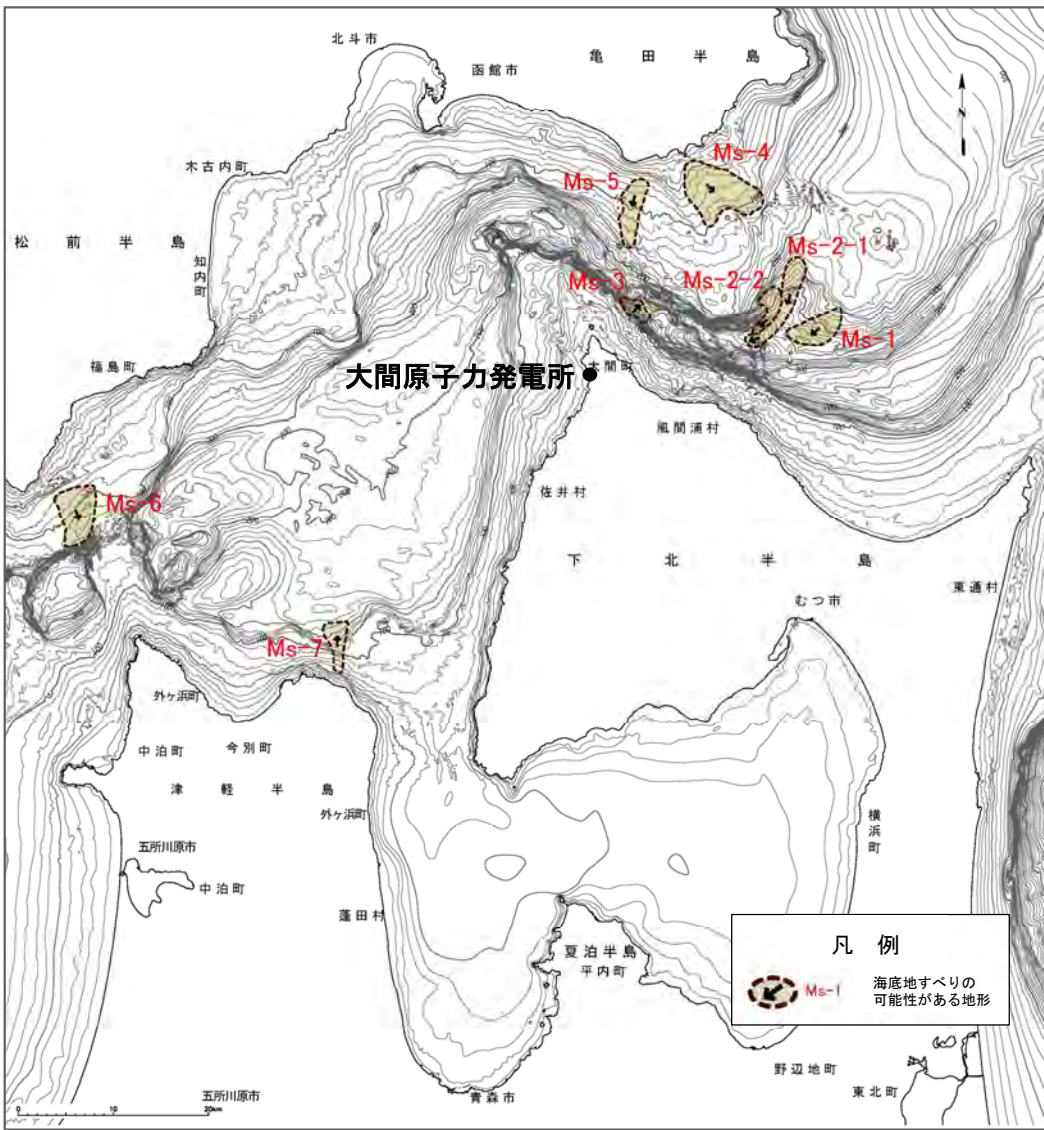 北斗市
函館市
亀田半島
N
木古内町
Ms-4
Ms-5
松前半島
知内町
Ms-2-1
Ms-2-2
Ms-3
Ms-1
福島町
大間原子力発電所
大間町
風間浦村
佐井村
Ms-6
下北半島
東通村
むつ市
Ms-7
外ヶ浜町
中泊町
今別町
津軽半島
外ヶ浜町
横浜町
五所川原市
中泊町
蓬田村
夏泊半島
平内町
凡例
Ms-1
海底地すべりの
可能性がある地形
野辺地町
東北町
五所川原市
青森市
0 10 20km